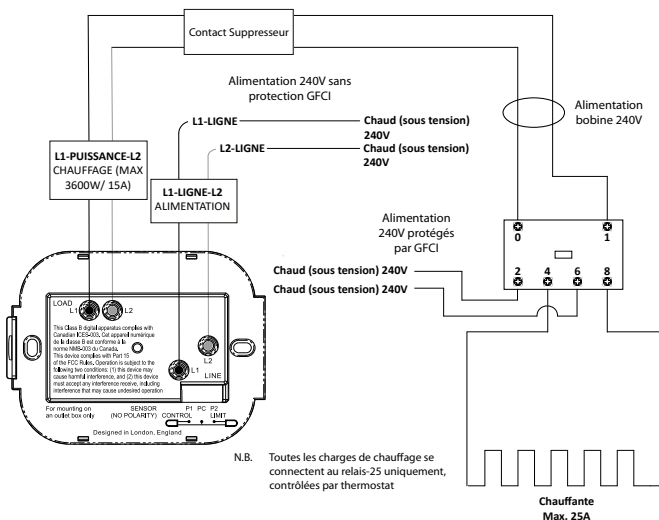 Contact Suppresseur
Alimentation 240V sans
protection GFCI
L1-LIGNE
Chaud (sous tension)
240V
L2-LIGNE
Chaud (sous tension)
240V
Alimentation
bobine 240V
L1-PUISSANCE-L2
CHAUFFAGE (MAX
3600W/ 15A)
L1-LIGNE-L2
ALIMENTATION
Alimentation
240V protégés
par GFCI
Chaud (sous tension) 240V
Chaud (sous tension) 240V
0
1
2
4
6
8
LOAD
L1
L2
This Class B digital apparatus complies with
Canadian ICES-003. Cet appareil numérique
de la classe B est conforme à la
norme NMB-003 du Canada.
This device complies with Part 15
of the FCC Rules. Operation is subject to the
following two conditions: (1) this device may
cause harmful interference, and (2) this device
must accept any interference receive, including
interference that may cause undesired operation
L2
L1
LINE
For mounting on
an outlet box only
SENSOR
(NO POLARITY)
P1 PC P2
CONTROL
LIMIT
Designed in London, England
N.B. Toutes les charges de chauffage se
connectent au relais-25 uniquement,
contrôlées par thermostat
Chauffante
Max. 25A